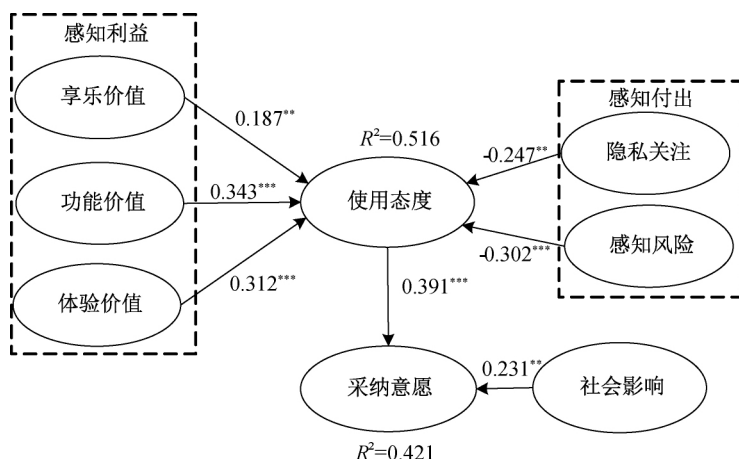 感知利益
享乐价值
功能价值
体验价值
0.187**
0.343***
0.312***
R²=0.516
使用态度
感知付出
隐私关注
感知风险
-0.247**
-0.302***
0.391***
采纳意愿
0.231**
社会影响
R²=0.421